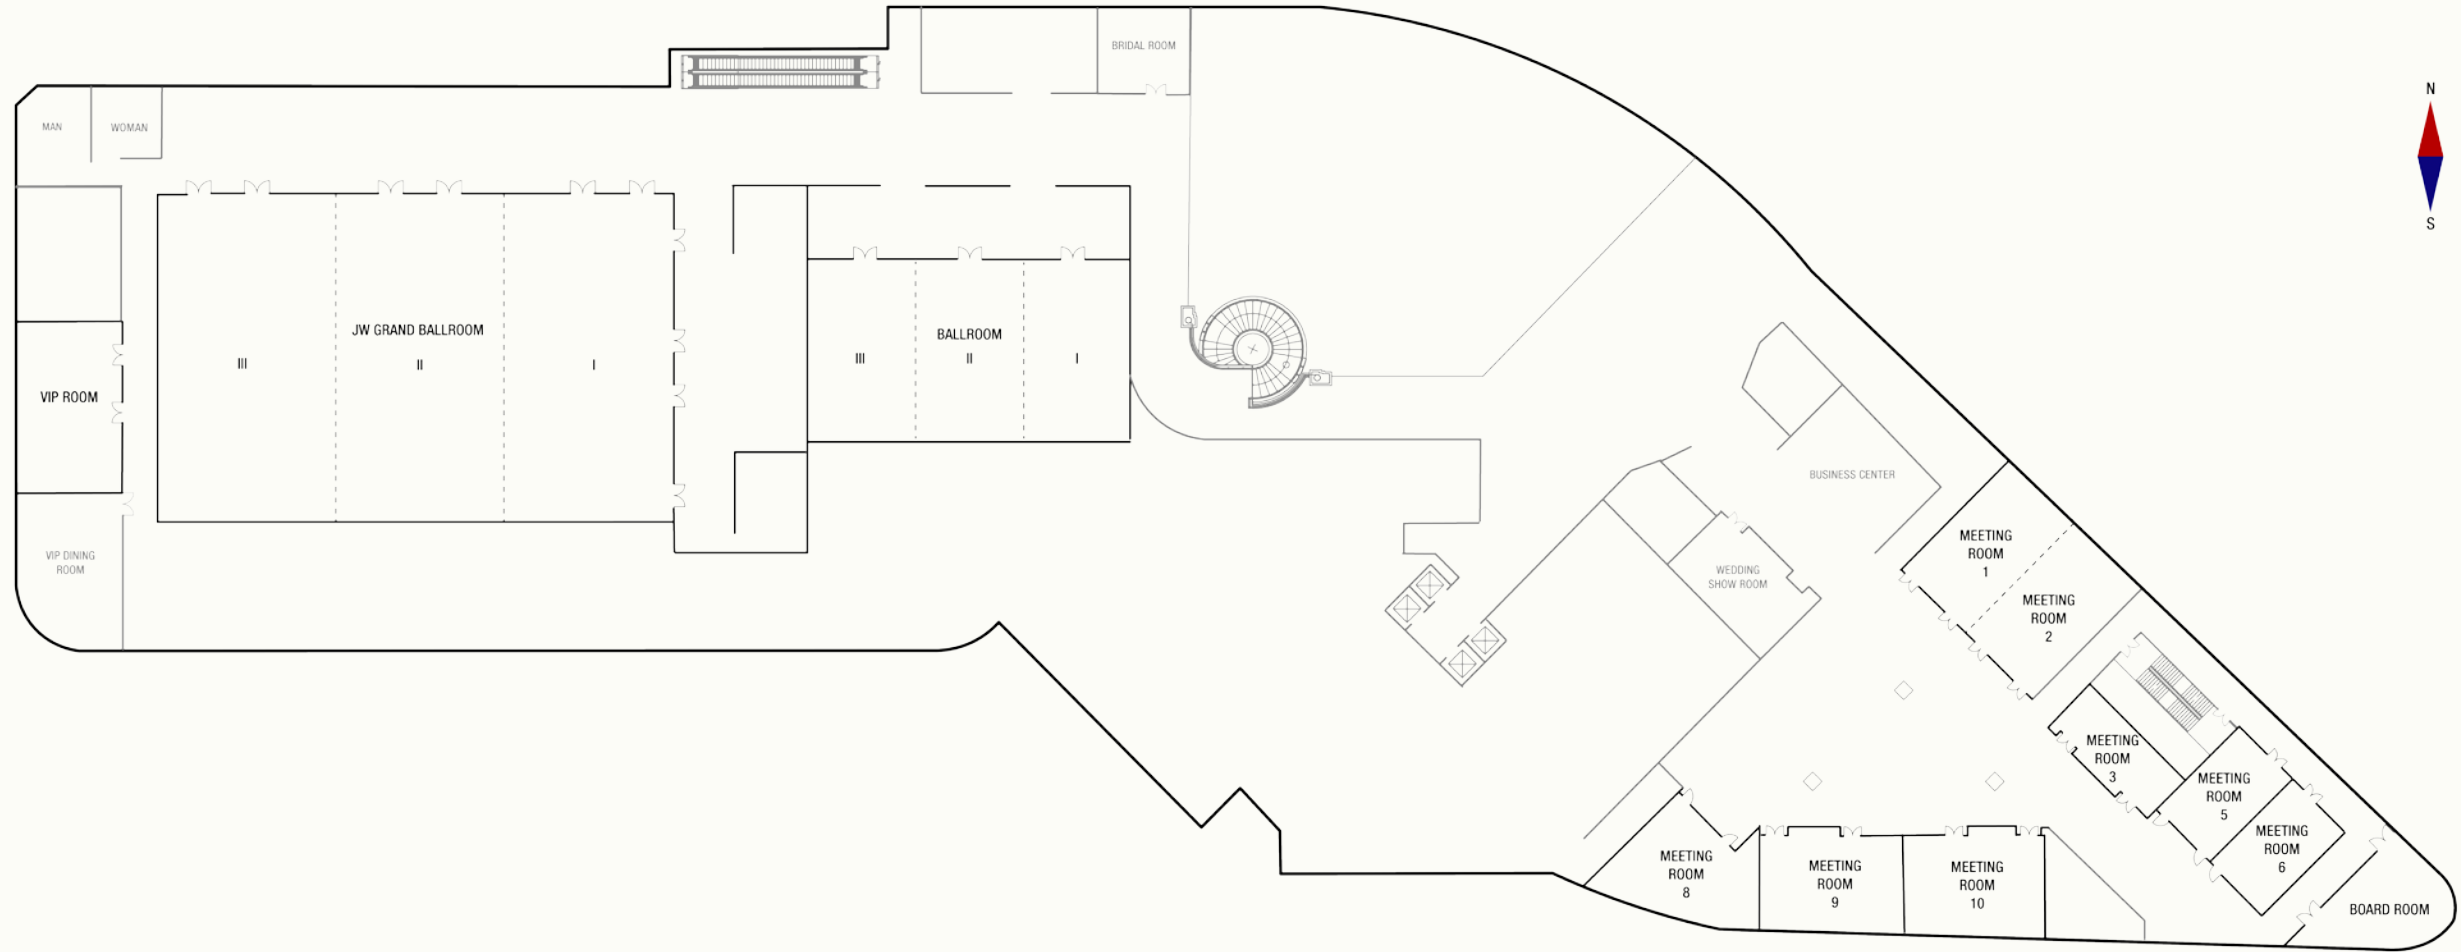 BRIDAL ROOM
N
S
MAN
WOMAN
JW GRAND BALLROOM
III
II
I
BALLROOM
III
II
I
VIP ROOM
VIP DINING
ROOM
BUSINESS CENTER
WEDDING
SHOW ROOM
MEETING
ROOM
1
MEETING
ROOM
2
MEETING
ROOM
3
MEETING
ROOM
5
MEETING
ROOM
6
MEETING
ROOM
8
MEETING
ROOM
9
MEETING
ROOM
10
BOARD ROOM